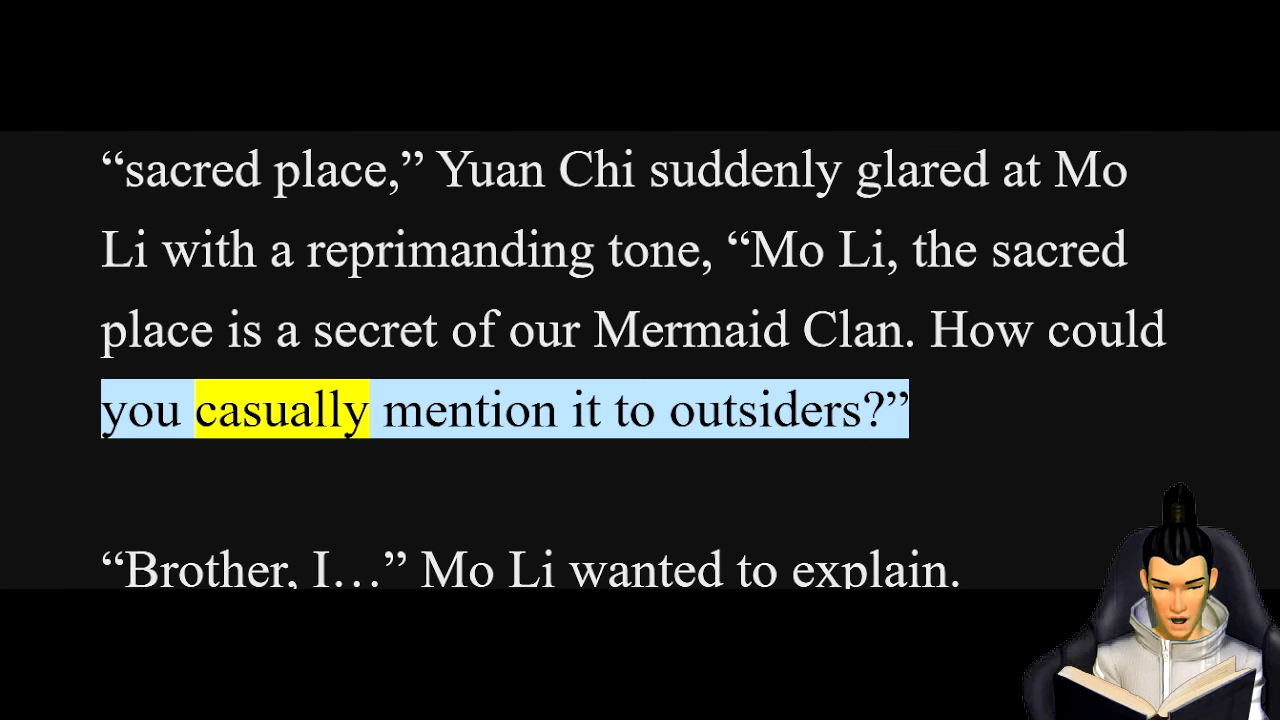 “sacred place,” Yuan Chi suddenly glared at Mo
Li with a reprimanding tone, “Mo Li, the sacred
place is a secret of our Mermaid Clan. How could
you casually mention it to outsiders?”
“Brother, I…” Mo Li wanted to explain.